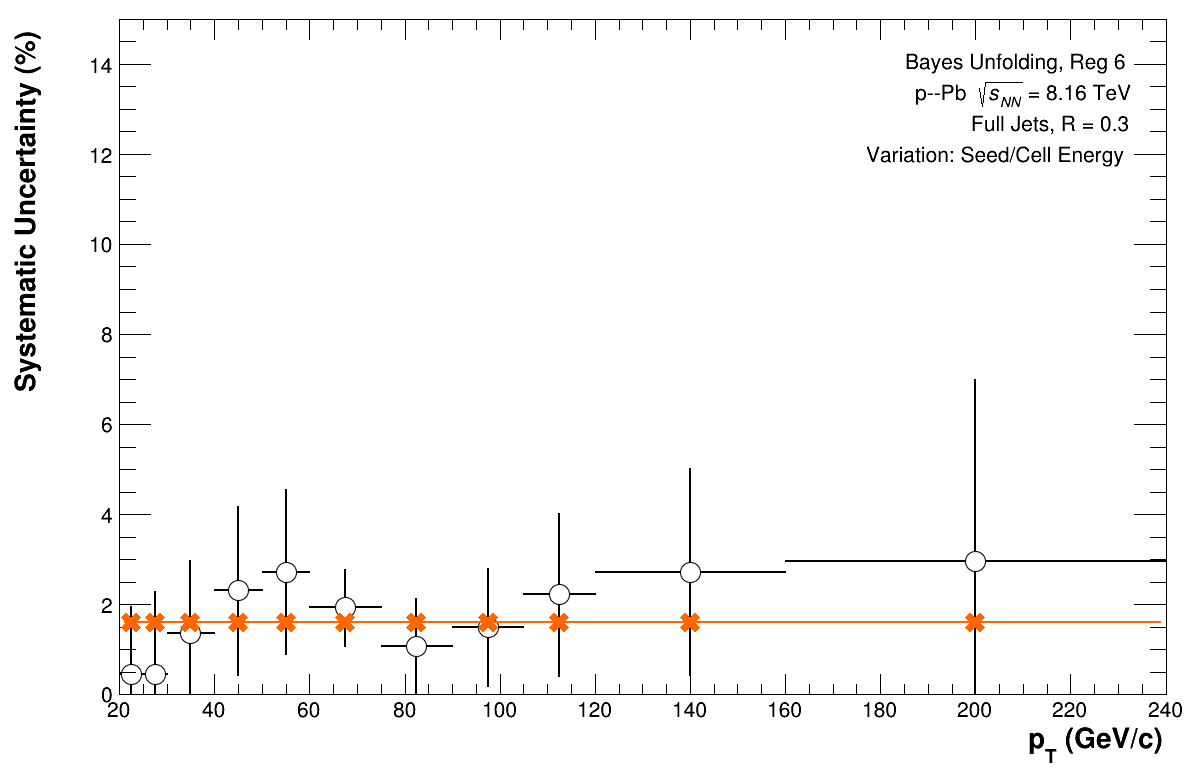 Systematic Uncertainty (%)
14
12
10
8
6
4
2
0
Bayes Unfolding, Reg 6
p--Pb √s_NN = 8.16 TeV
Full Jets, R = 0.3
Variation: Seed/Cell Energy
20 40 60 80 100 120 140 160 180 200 220 240
p_T (GeV/c)